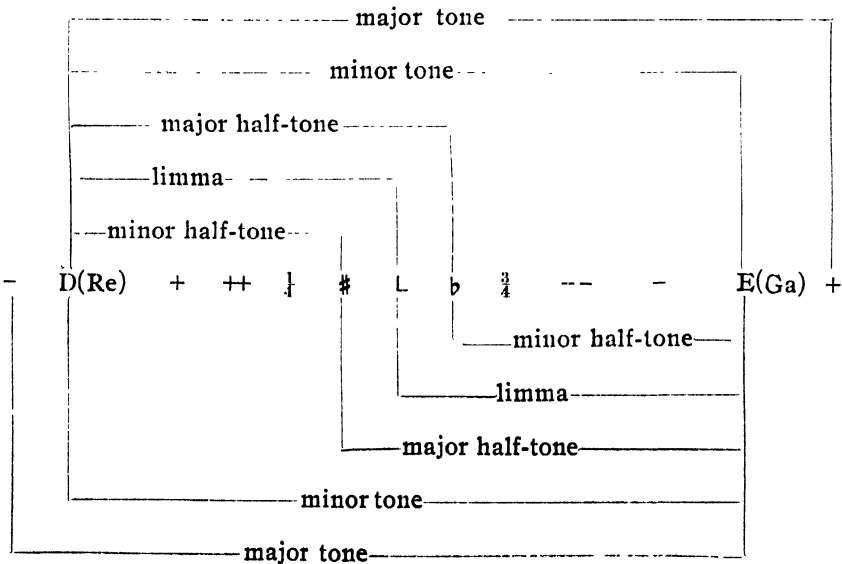 major tone
minor tone
major half-tone
limma
minor half-tone
− D(Re) + ++ ¼ ♯ L ♭ ¾ -- − E(Ga) +
minor half-tone
limma
major half-tone
minor tone
major tone